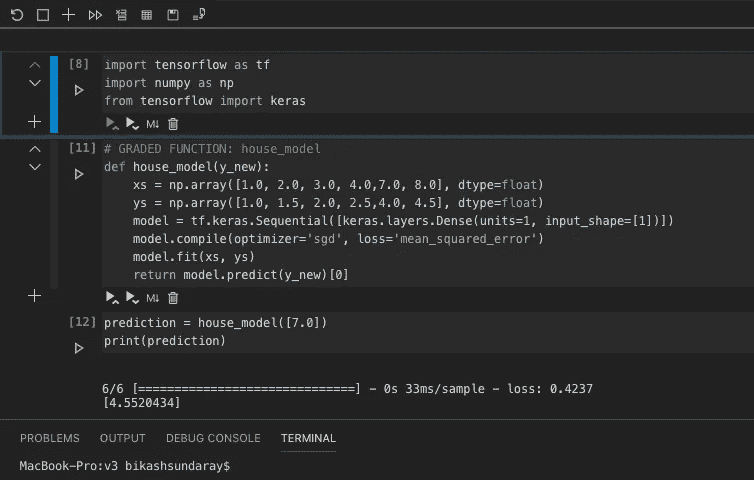 [8] import tensorflow as tf
import numpy as np
from tensorflow import keras
M↓
[11] # GRADED FUNCTION: house_model
def house_model(y_new):
    xs = np.array([1.0, 2.0, 3.0, 4.0,7.0, 8.0], dtype=float)
    ys = np.array([1.0, 1.5, 2.0, 2.5,4.0, 4.5], dtype=float)
    model = tf.keras.Sequential([keras.layers.Dense(units=1, input_shape=[1])])
    model.compile(optimizer='sgd', loss='mean_squared_error')
    model.fit(xs, ys)
    return model.predict(y_new)[0]
M↓
[12] prediction = house_model([7.0])
print(prediction)
6/6 [==============================] - 0s 33ms/sample - loss: 0.4237
[4.5520434]
PROBLEMS OUTPUT DEBUG CONSOLE TERMINAL
MacBook-Pro:v3 bikashsundaray$